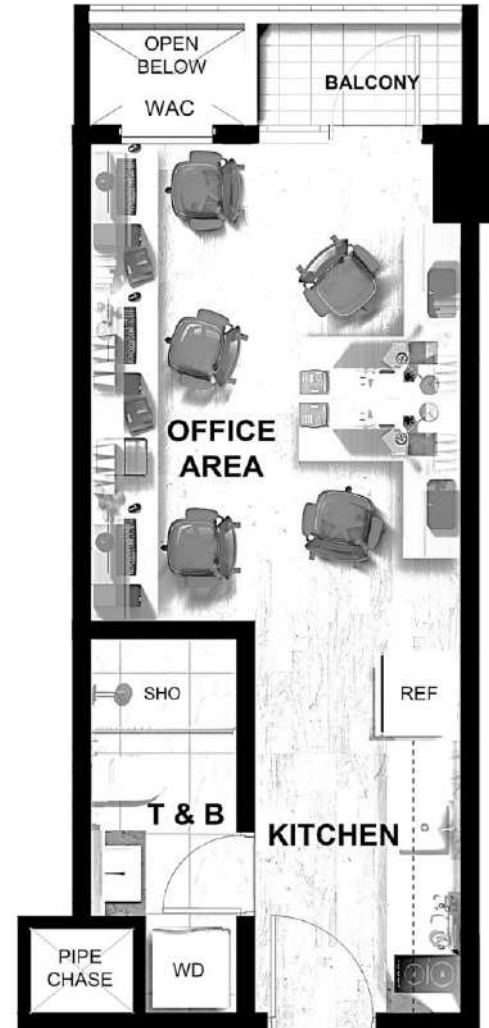 OPEN
BELOW
WAC
BALCONY
OFFICE
AREA
SHO
REF
T & B
KITCHEN
PIPE
CHASE
WD